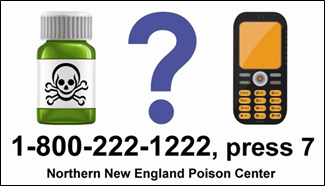 ?
1-800-222-1222, press 7
Northern New England Poison Center